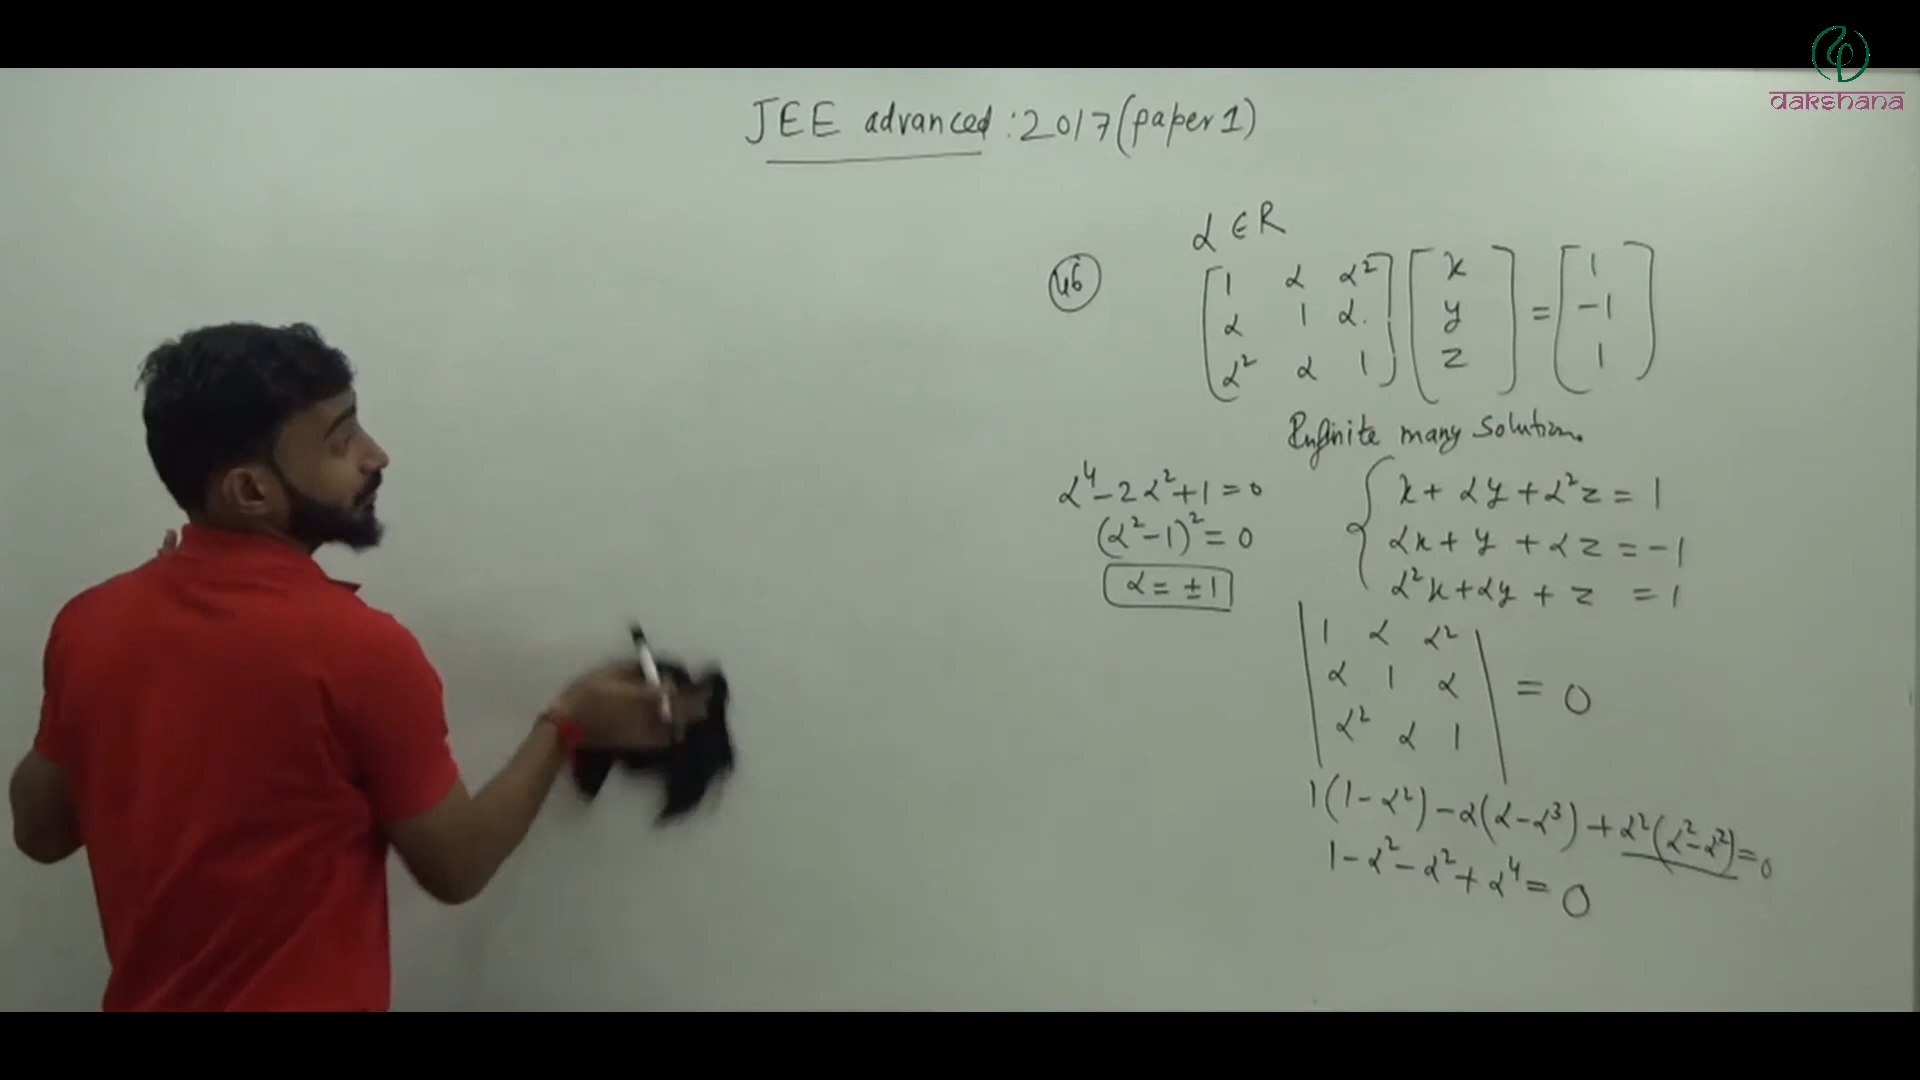 dakshana
JEE advanced : 2017 (paper 1)
α ∈ R
46
[1 α α²] [x] = [1]
[α 1 α] [y] [-1]
[α² α 1] [z] [1]
Infinite many solution.
x + αy + α²z = 1
αx + y + αz = -1
α²x + αy + z = 1
α⁴ - 2α² + 1 = 0
(α² - 1)² = 0
α = ±1
|1 α α²|
|α 1 α| = 0
|α² α 1|
1(1 - α²) - α(α - α³) + α²(α² - α²) = 0
1 - α² - α² + α⁴ = 0